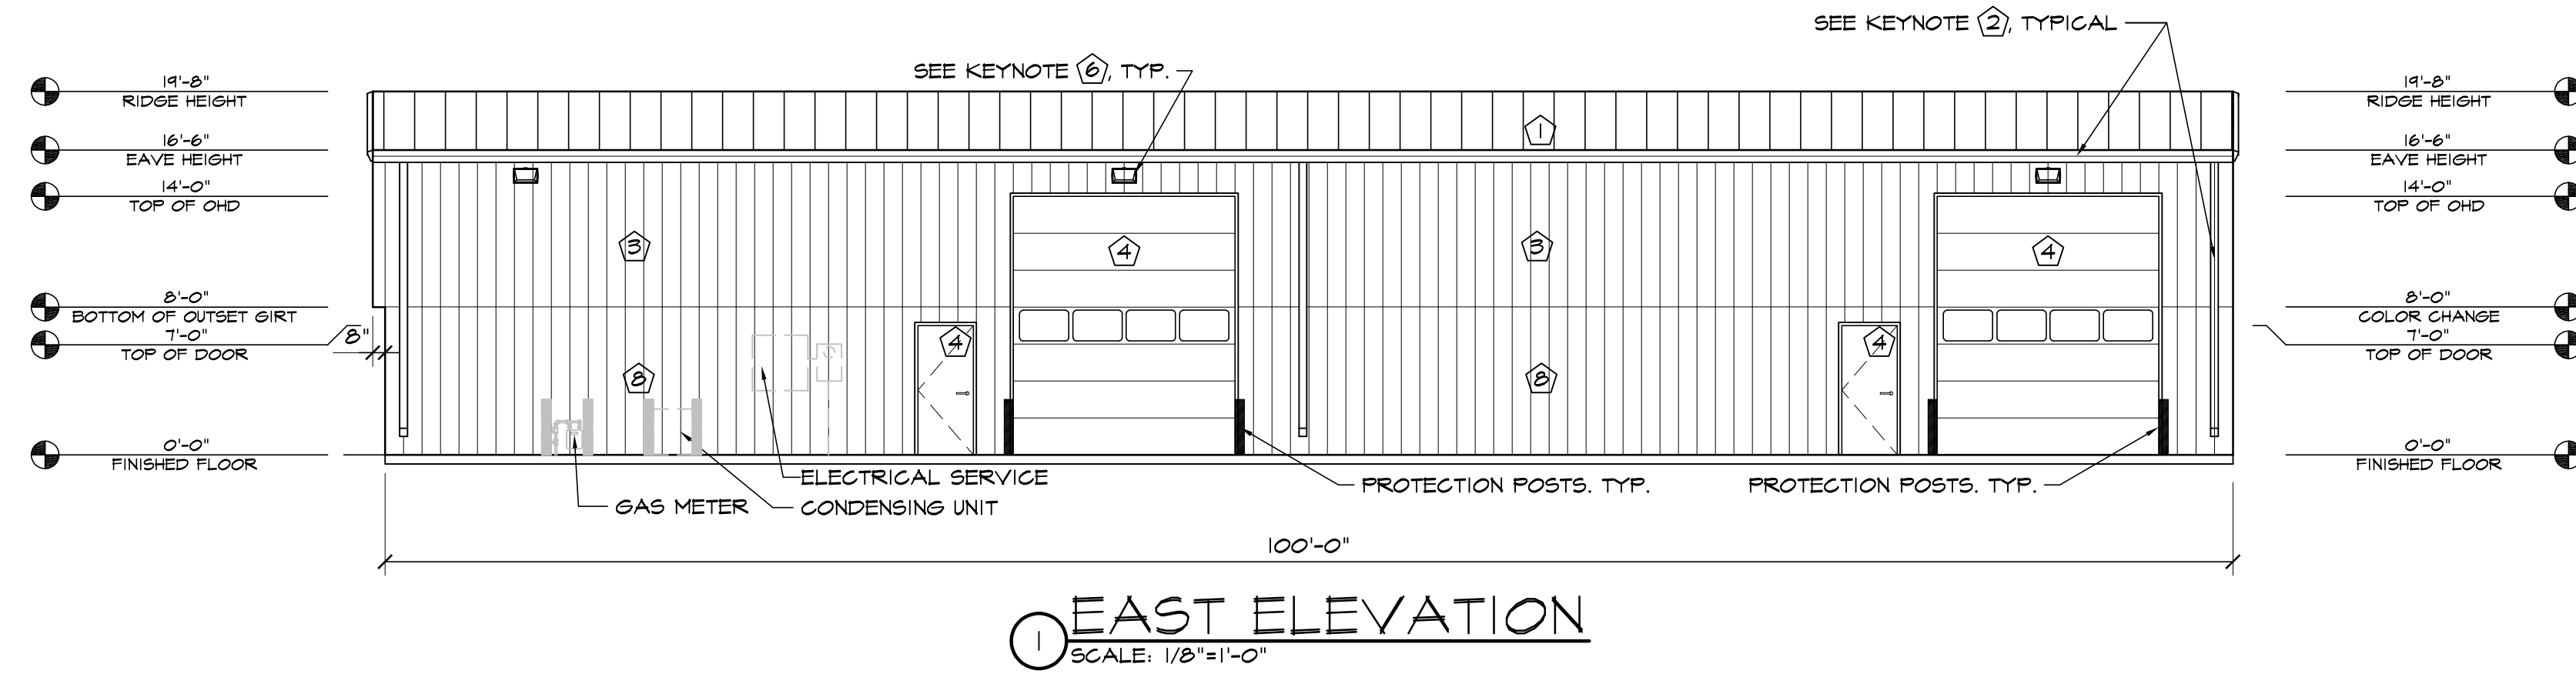 SEE KEYNOTE 2, TYPICAL
SEE KEYNOTE 6, TYP.
19'-8"
RIDGE HEIGHT
16'-6"
EAVE HEIGHT
14'-0"
TOP OF OHD
8'-0"
BOTTOM OF OUTSET GIRT
7'-0"
TOP OF DOOR
8"
0'-0"
FINISHED FLOOR
1
3
4
3
4
4
4
8
8
19'-8"
RIDGE HEIGHT
16'-6"
EAVE HEIGHT
14'-0"
TOP OF OHD
8'-0"
COLOR CHANGE
7'-0"
TOP OF DOOR
0'-0"
FINISHED FLOOR
ELECTRICAL SERVICE
GAS METER
CONDENSING UNIT
PROTECTION POSTS. TYP.
PROTECTION POSTS. TYP.
100'-0"
1
EAST ELEVATION
SCALE: 1/8"=1'-0"